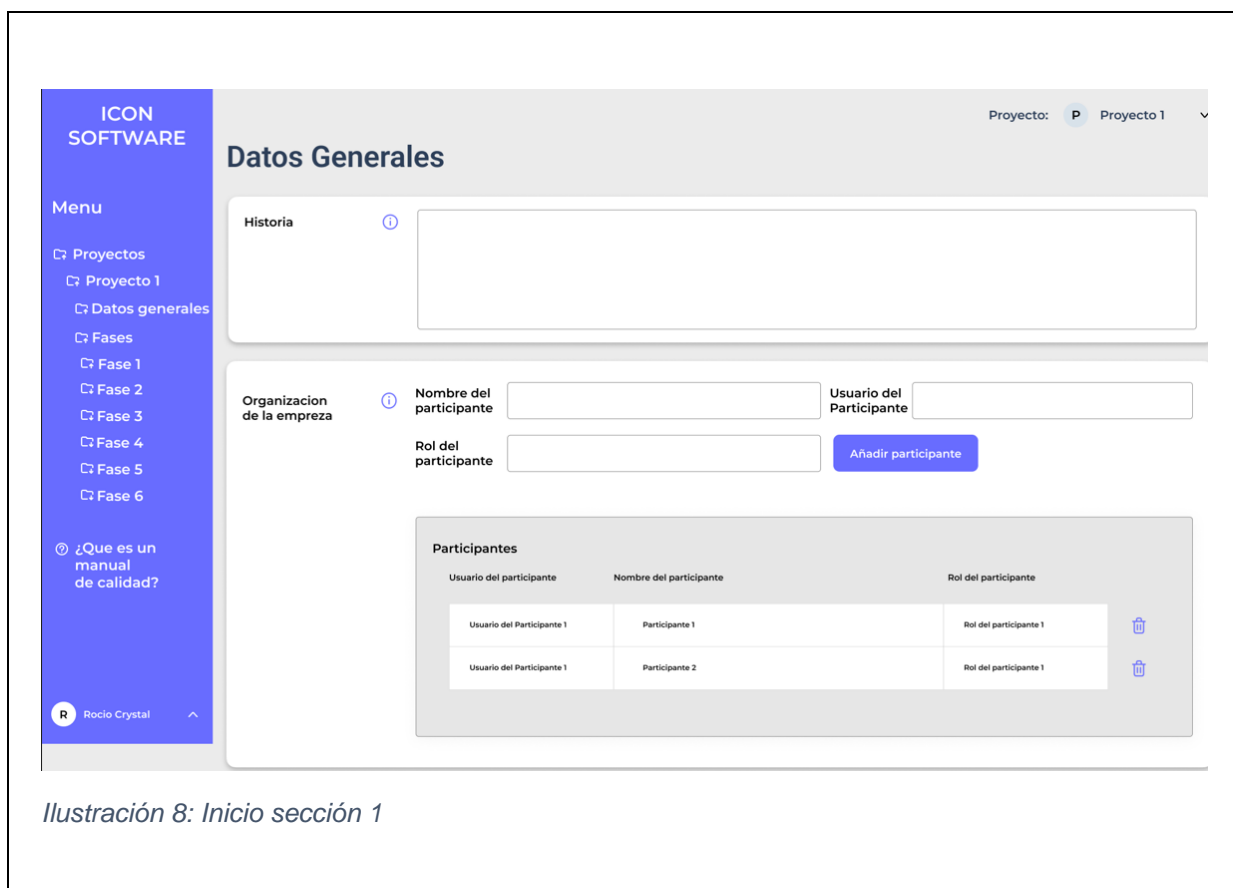 ICON
SOFTWARE
Menu
Proyectos
Proyecto 1
Datos generales
Fases
Fase 1
Fase 2
Fase 3
Fase 4
Fase 5
Fase 6
¿Que es un
manual
de calidad?
R Rocio Crystal
Proyecto: P Proyecto 1
Datos Generales
Historia
Organizacion
de la empreza
Nombre del
participante
Usuario del
Participante
Rol del
participante
Añadir participante
Participantes
Usuario del participante Nombre del participante Rol del participante
Usuario del Participante 1 Participante 1 Rol del participante 1
Usuario del Participante 1 Participante 2 Rol del participante 1
Ilustración 8: Inicio sección 1